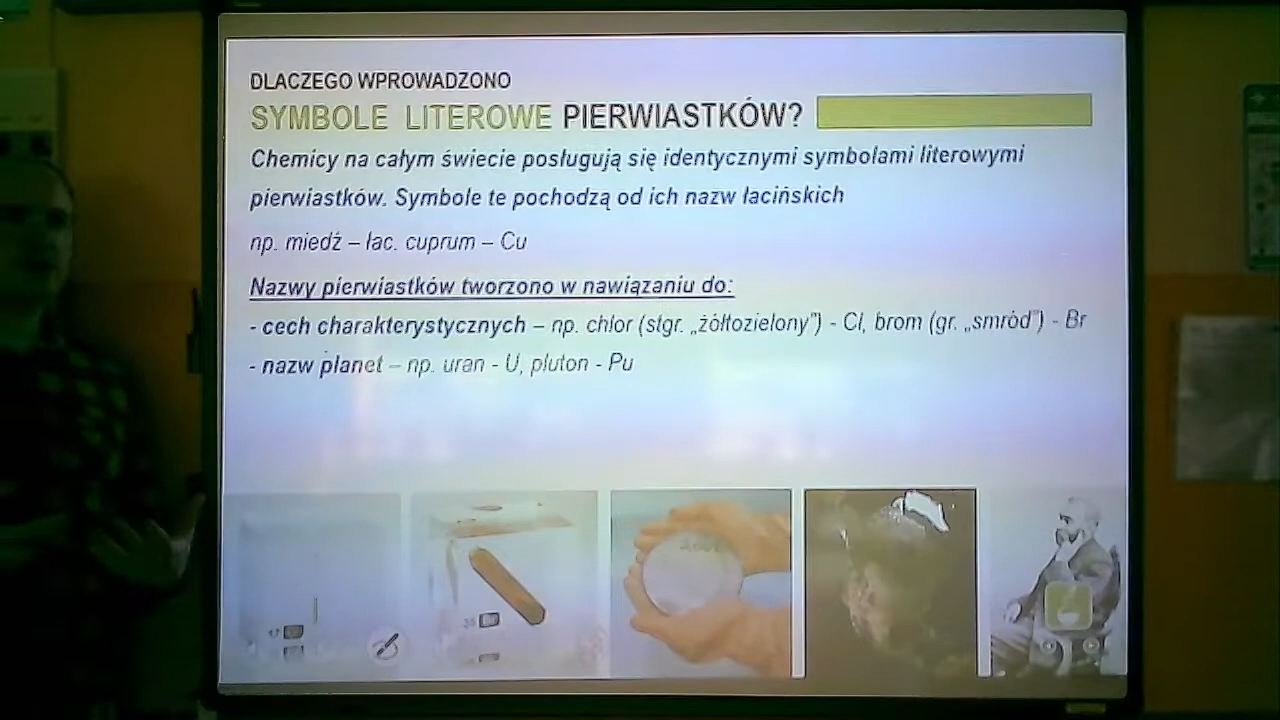 DLACZEGO WPROWADZONO
SYMBOLE LITEROWE PIERWIASTKÓW?
Chemicy na całym świecie posługują się identycznymi symbolami literowymi
pierwiastków. Symbole te pochodzą od ich nazw łacińskich
np. miedź – łac. cuprum – Cu
Nazwy pierwiastków tworzono w nawiązaniu do:
- cech charakterystycznych – np. chlor (stgr. „żółtozielony”) - Cl, brom (gr. „smród”) - Br
- nazw planet – np. uran - U, pluton - Pu
17
35